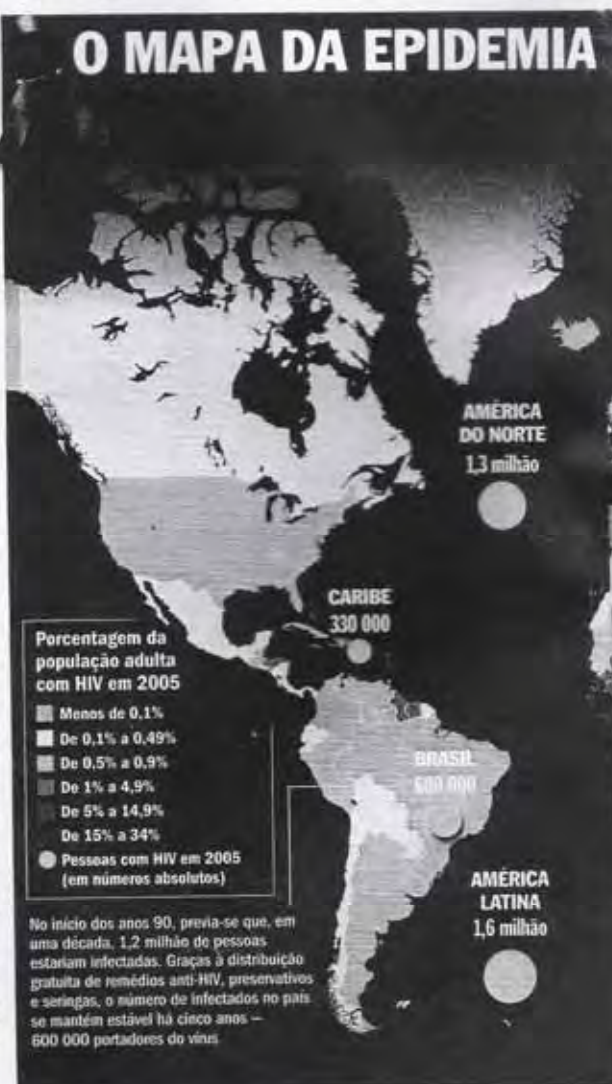 O MAPA DA EPIDEMIA
AMÉRICA
DO NORTE
1,3 milhão
CARIBE
330 000
Porcentagem da
população adulta
com HIV em 2005
Menos de 0,1%
De 0,1% a 0,49%
De 0,5% a 0,9%
De 1% a 4,9%
De 5% a 14,9%
De 15% a 34%
Pessoas com HIV em 2005
(em números absolutos)
BRASIL
600 000
AMÉRICA
LATINA
1,6 milhão
No início dos anos 90, previa-se que, em
uma década, 1,2 milhão de pessoas
estariam infectadas. Graças à distribuição
gratuita de remédios anti-HIV, preservativos
e seringas, o número de infectados no país
se mantém estável há cinco anos —
600 000 portadores do vírus